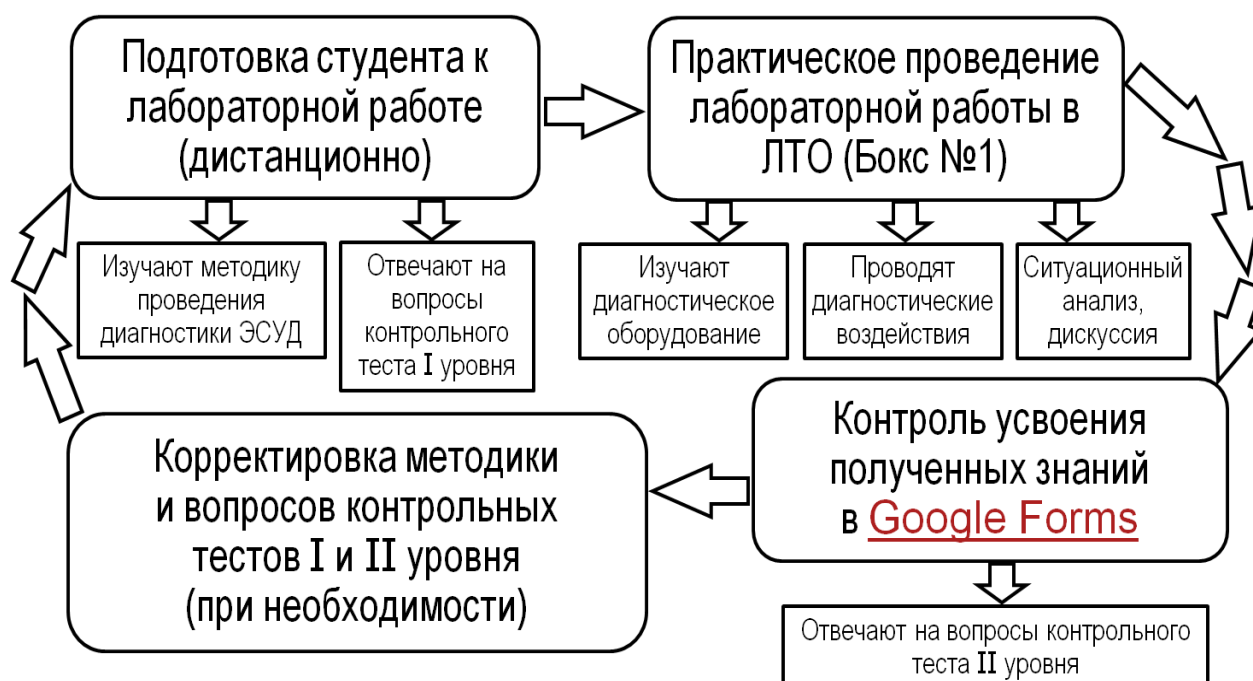 Подготовка студента к
лабораторной работе
(дистанционно)
Практическое проведение
лабораторной работы в
ЛТО (Бокс №1)
Изучают методику
проведения
диагностики ЭСУД
Отвечают на
вопросы
контрольного
теста I уровня
Изучают
диагностическое
оборудование
Проводят
диагностические
воздействия
Ситуационный
анализ,
дискуссия
Контроль усвоения
полученных знаний
в Google Forms
Корректировка методики
и вопросов контрольных
тестов I и II уровня
(при необходимости)
Отвечают на вопросы контрольного
теста II уровня